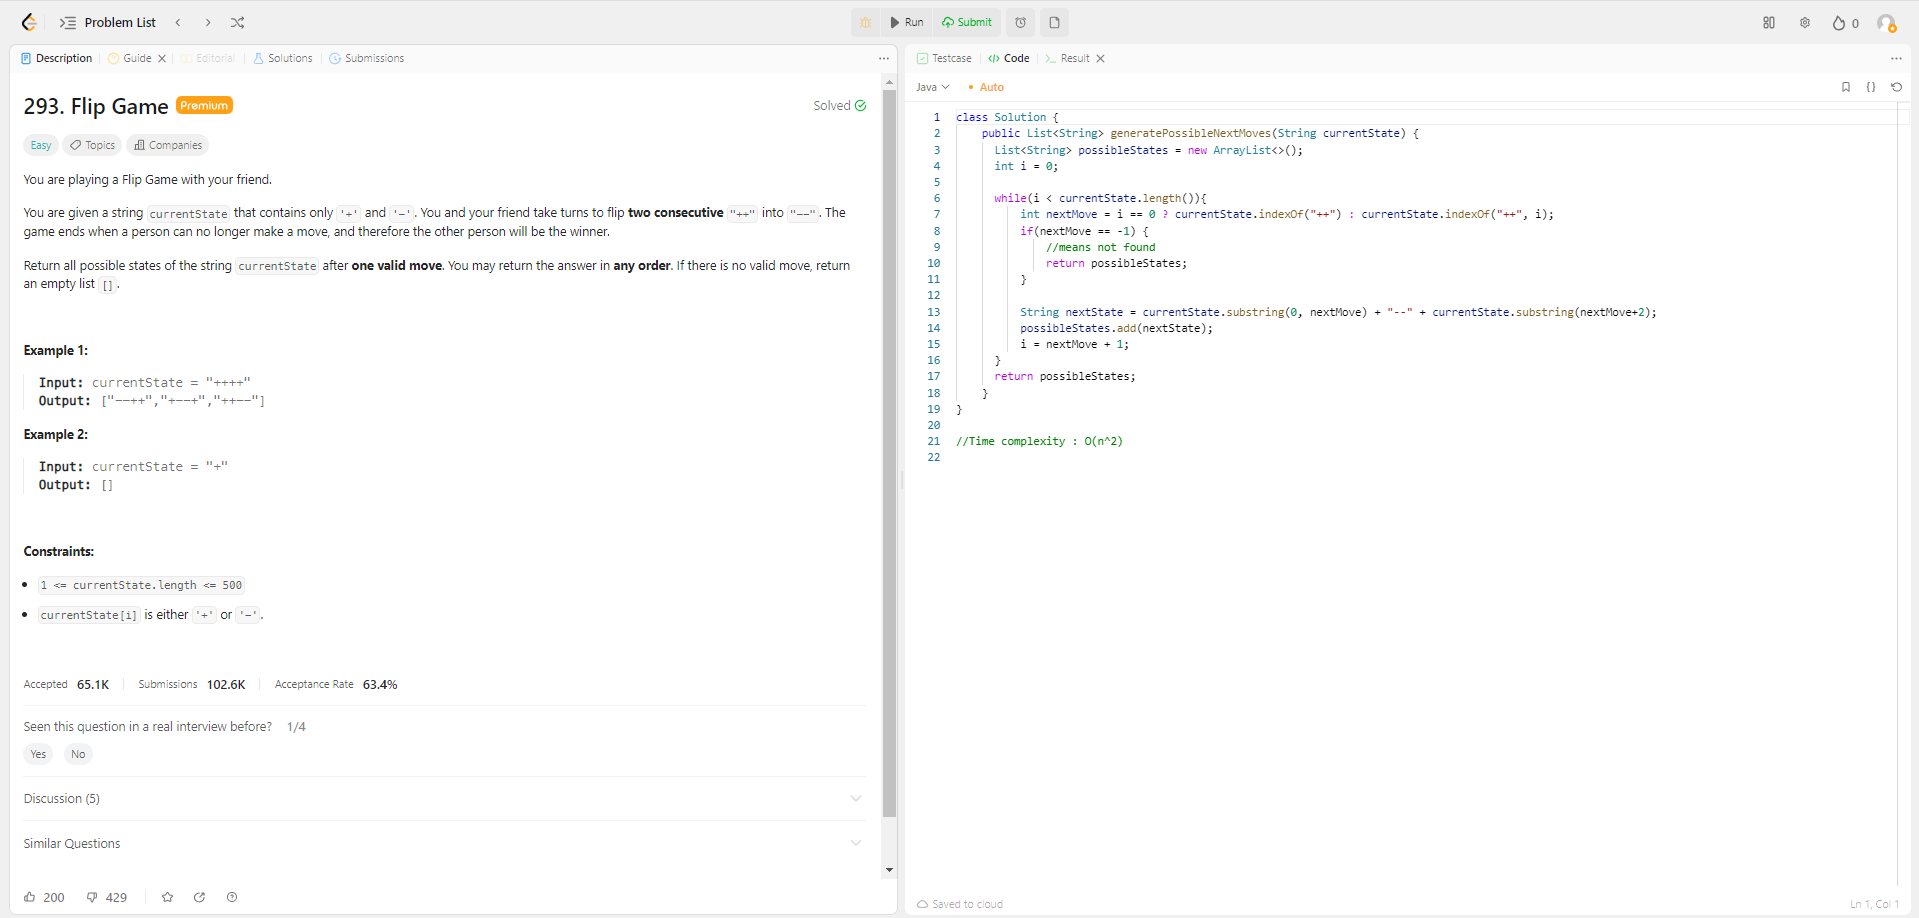 Problem List
Run
Submit
0
Description
Guide
Editorial
Solutions
Submissions
293. Flip Game Premium
Solved
Easy
Topics
Companies
You are playing a Flip Game with your friend.
You are given a string currentState that contains only '+' and '-'. You and your friend take turns to flip two consecutive "++" into "--". The
game ends when a person can no longer make a move, and therefore the other person will be the winner.
Return all possible states of the string currentState after one valid move. You may return the answer in any order. If there is no valid move, return
an empty list [].
Example 1:
Input: currentState = "++++"
Output: ["--++","+--+","++--"]
Example 2:
Input: currentState = "+"
Output: []
Constraints:
1 <= currentState.length <= 500
currentState[i] is either '+' or '-'.
Accepted 65.1K
Submissions 102.6K
Acceptance Rate 63.4%
Seen this question in a real interview before? 1/4
Yes
No
Discussion (5)
Similar Questions
200
429
Testcase
Code
Result
Java
Auto
1 class Solution {
2 public List<String> generatePossibleNextMoves(String currentState) {
3 List<String> possibleStates = new ArrayList<>();
4 int i = 0;
5
6 while(i < currentState.length()){
7 int nextMove = i == 0 ? currentState.indexOf("++") : currentState.indexOf("++", i);
8 if(nextMove == -1) {
9 //means not found
10 return possibleStates;
11 }
12
13 String nextState = currentState.substring(0, nextMove) + "--" + currentState.substring(nextMove+2);
14 possibleStates.add(nextState);
15 i = nextMove + 1;
16 }
17 return possibleStates;
18 }
19 }
20
21 //Time complexity : O(n^2)
22
Saved to cloud
Ln 1, Col 1